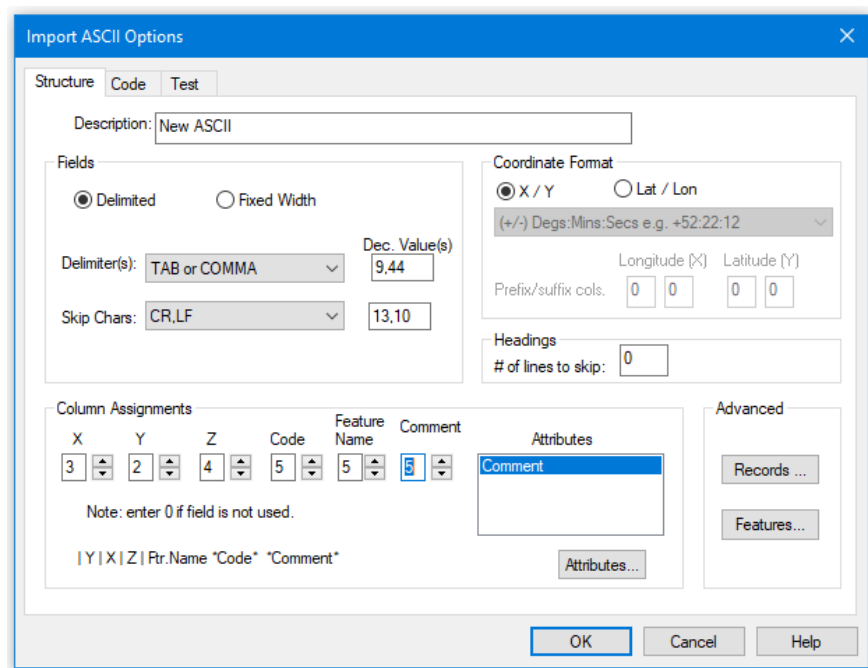 Import ASCII Options
Structure Code Test
Description: New ASCII
Fields
Delimited Fixed Width
Dec. Value(s)
Delimiter(s): TAB or COMMA 9,44
Skip Chars: CR,LF 13,10
Coordinate Format
X / Y Lat / Lon
(+/-) Degs:Mins:Secs e.g. +52:22:12
Longitude (X) Latitude (Y)
Prefix/suffix cols. 0 0 0 0
Headings
# of lines to skip: 0
Column Assignments
X Y Z Code Feature Name Comment
3 2 4 5 5 5
Note: enter 0 if field is not used.
| Y | X | Z | Ftr.Name *Code* *Comment*
Attributes
Comment
Attributes...
Advanced
Records ...
Features...
OK Cancel Help